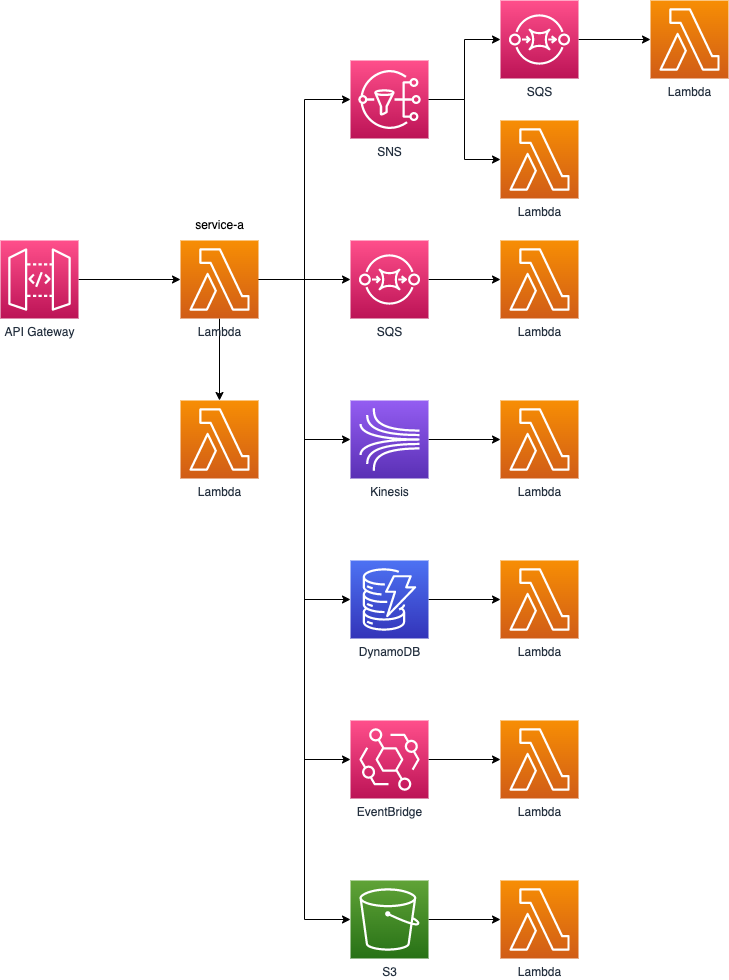 SQS
Lambda
SNS
Lambda
service-a
API Gateway
Lambda
SQS
Lambda
Lambda
Kinesis
Lambda
DynamoDB
Lambda
EventBridge
Lambda
S3
Lambda